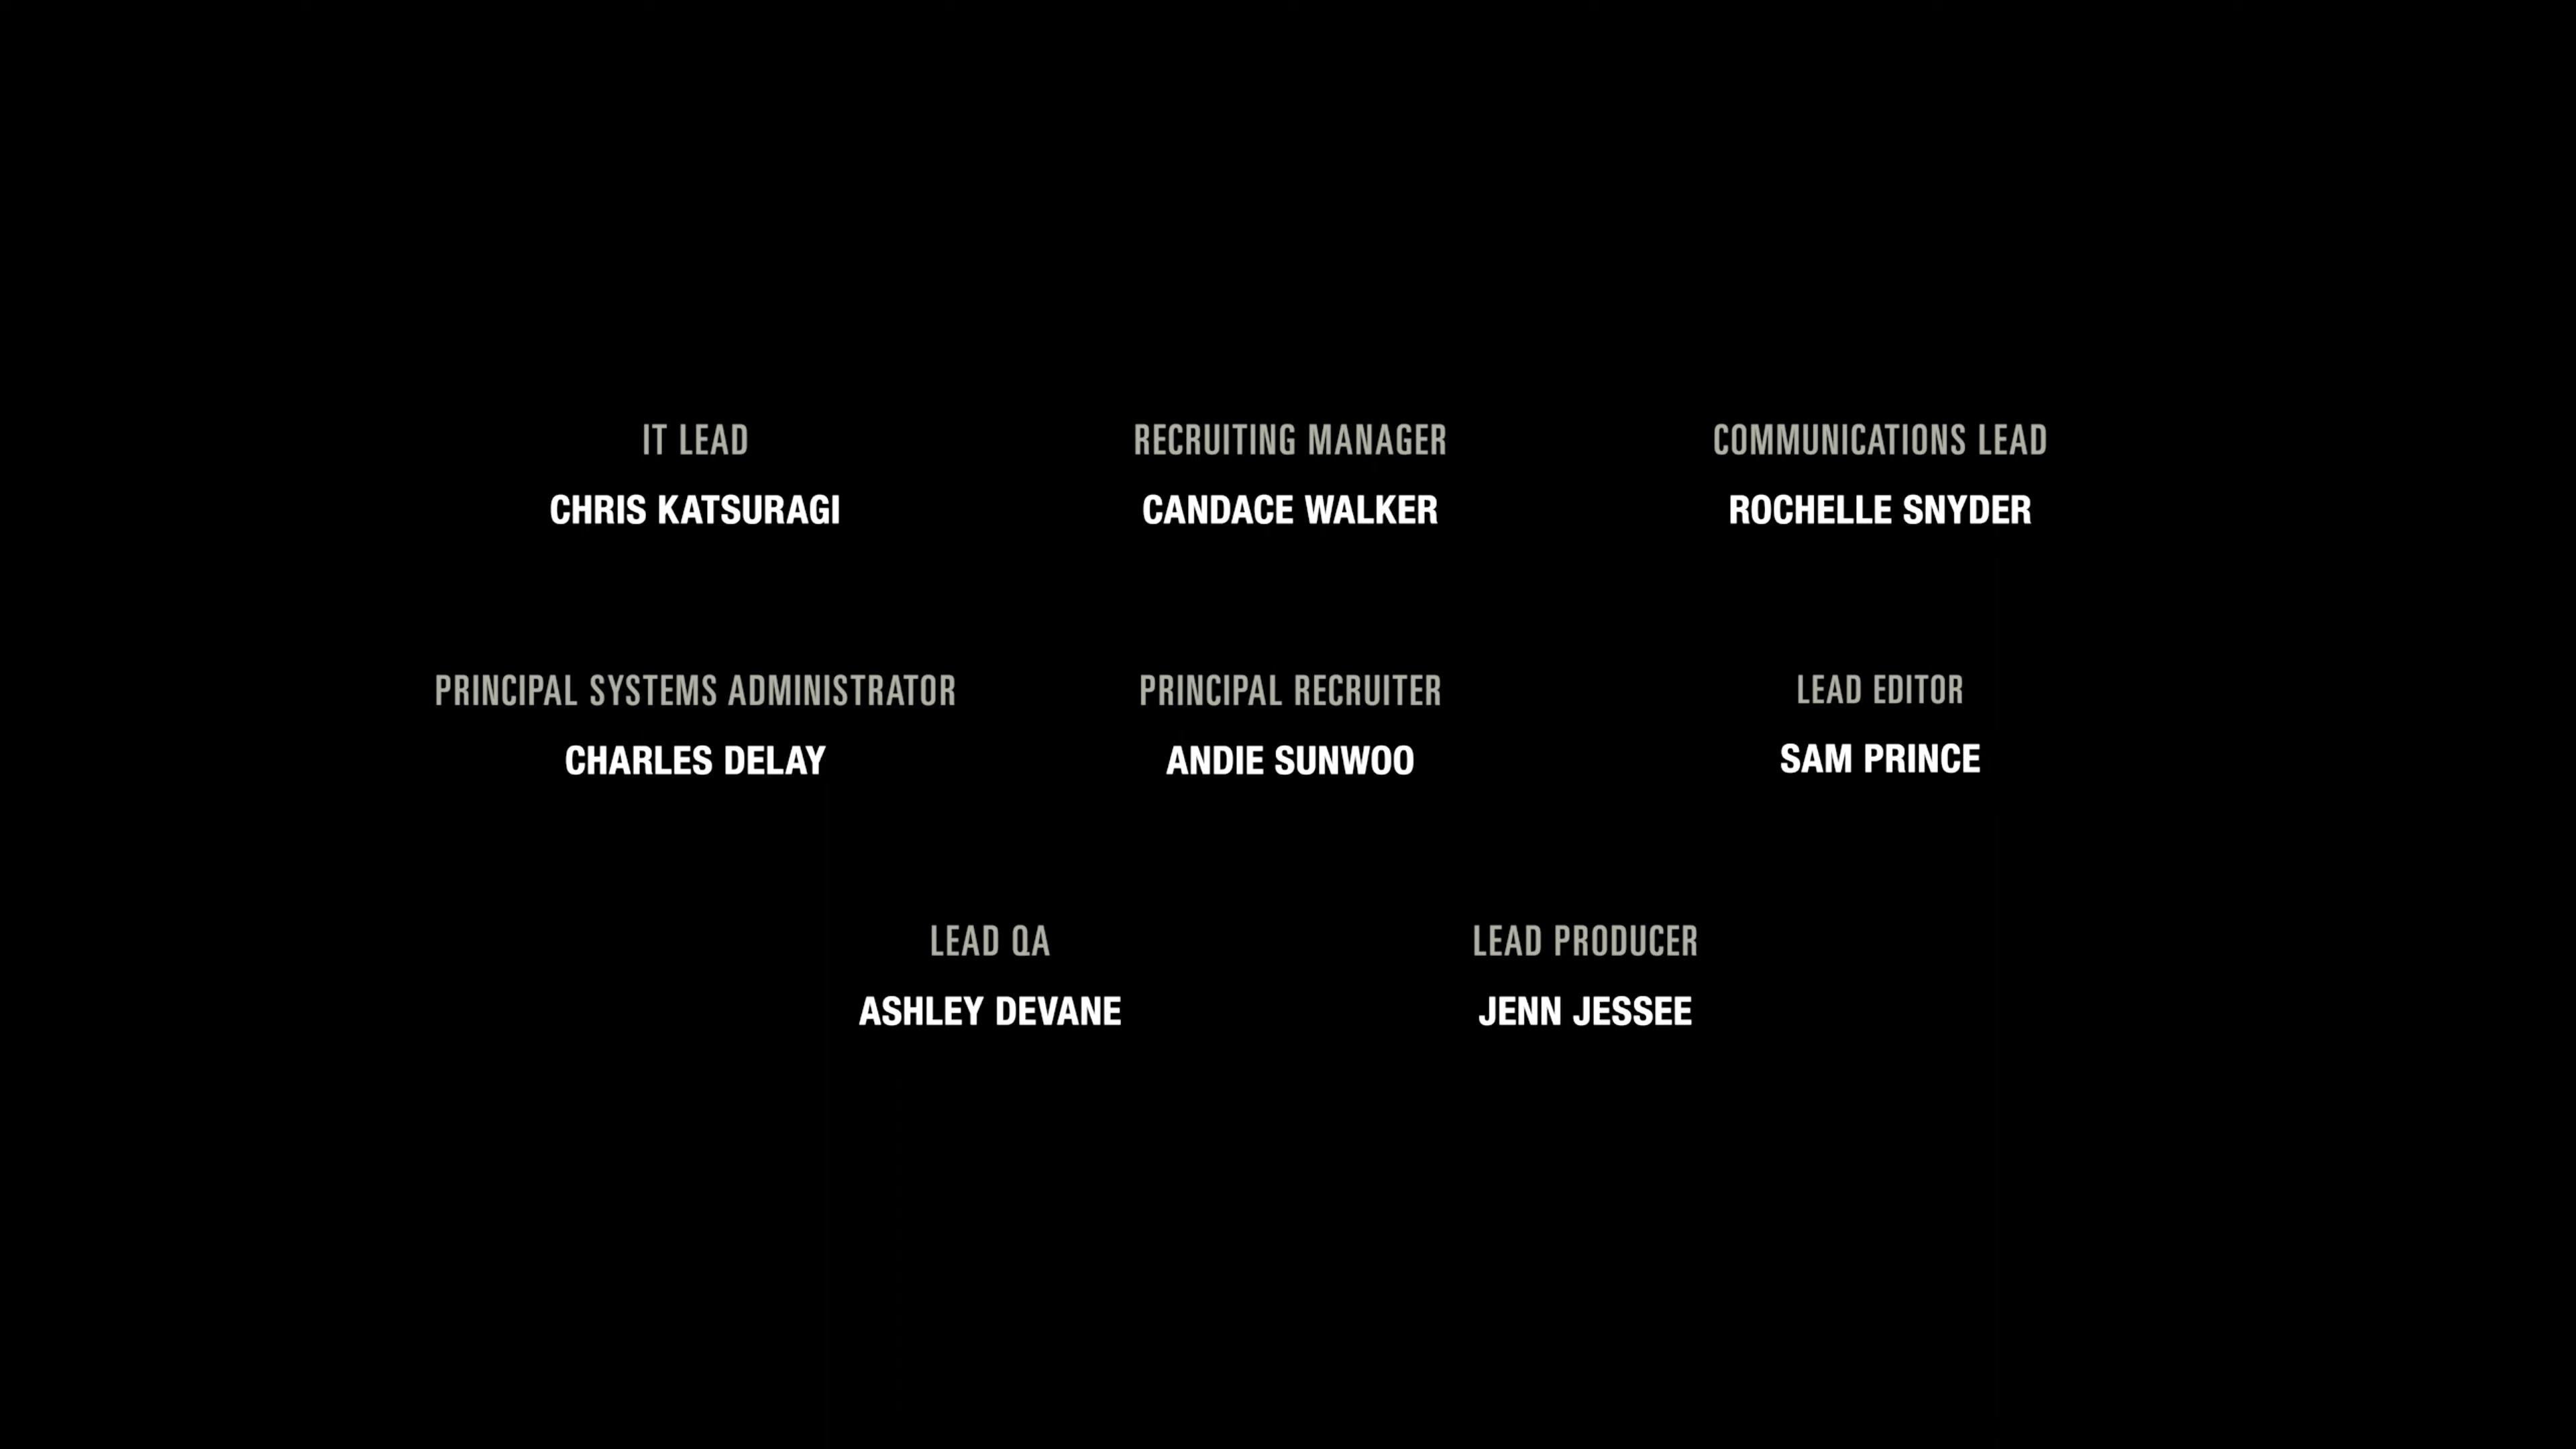 IT LEAD
CHRIS KATSURAGI
RECRUITING MANAGER
CANDACE WALKER
COMMUNICATIONS LEAD
ROCHELLE SNYDER
PRINCIPAL SYSTEMS ADMINISTRATOR
CHARLES DELAY
PRINCIPAL RECRUITER
ANDIE SUNWOO
LEAD EDITOR
SAM PRINCE
LEAD QA
ASHLEY DEVANE
LEAD PRODUCER
JENN JESSEE